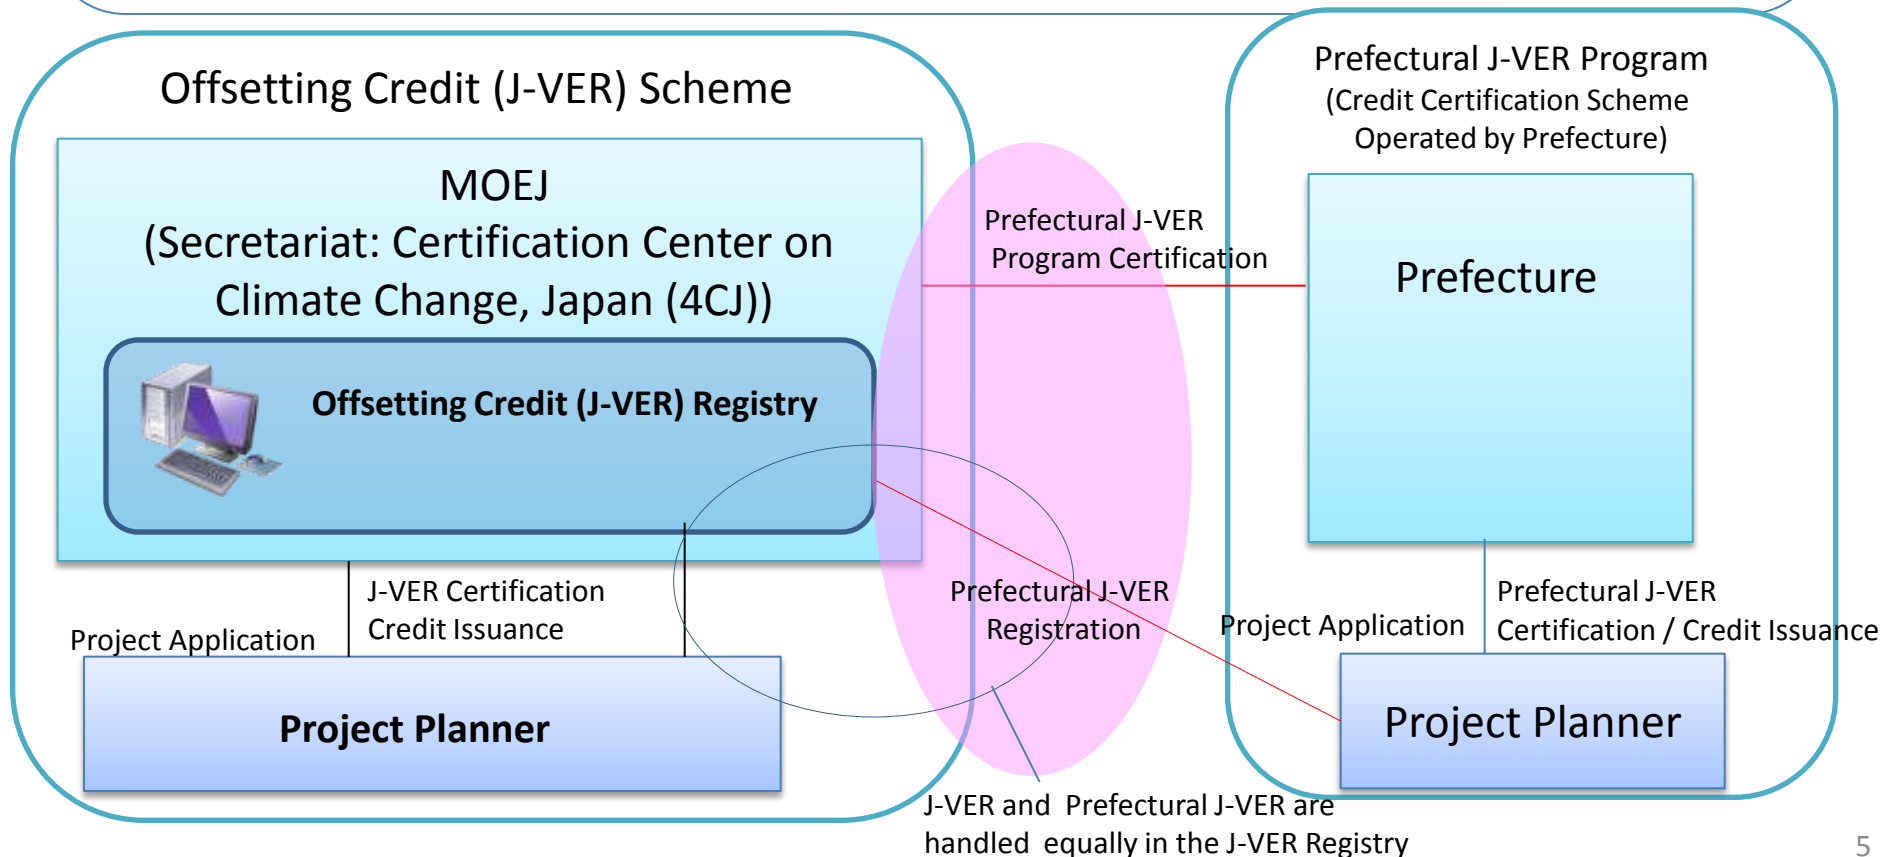 Offsetting Credit (J-VER) Scheme
MOEJ
(Secretariat: Certification Center on
Climate Change, Japan (4CJ))
Offsetting Credit (J-VER) Registry
Project Application
J-VER Certification
Credit Issuance
Project Planner
Prefectural J-VER
Program Certification
Prefectural J-VER
Registration
J-VER and Prefectural J-VER are
handled equally in the J-VER Registry
Prefectural J-VER Program
(Credit Certification Scheme
Operated by Prefecture)
Prefecture
Project Application
Prefectural J-VER
Certification / Credit Issuance
Project Planner
5